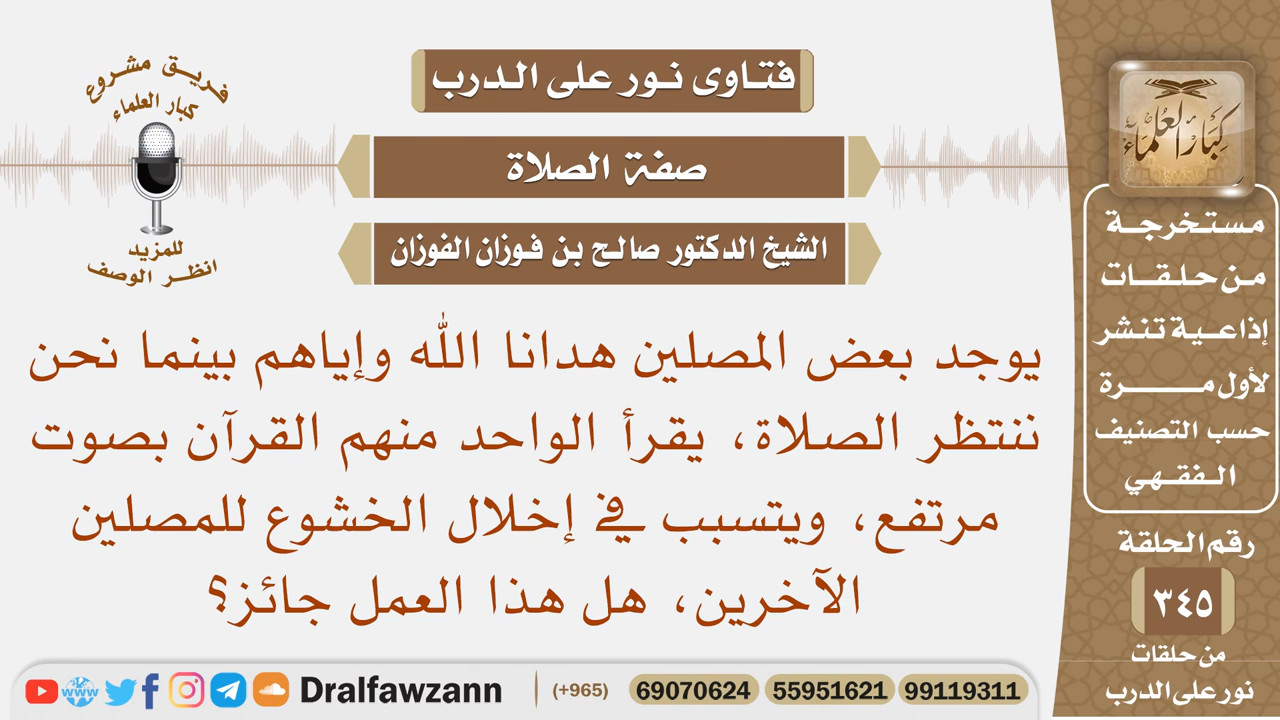 فتاوى نور على الدرب
صفة الصلاة
الشيخ الدكتور صالح بن فوزان الفوزان
فريق مشروع
كبار العلماء
للمزيد
انظر الوصف
يوجد بعض المصلين هدانا الله وإياهم بينما نحن
ننتظر الصلاة، يقرأ الواحد منهم القرآن بصوت
مرتفع، ويتسبب في إخلال الخشوع للمصلين
الآخرين، هل هذا العمل جائز؟
كبار العلماء
مستخرجة
من حلقات
إذاعية تنشر
لأول مرة
حسب التصنيف
الفقهي
رقم الحلقة
٣٤٥
من حلقات
نور على الدرب
www Dralfawzann (+965) 69070624 55951621 99119311